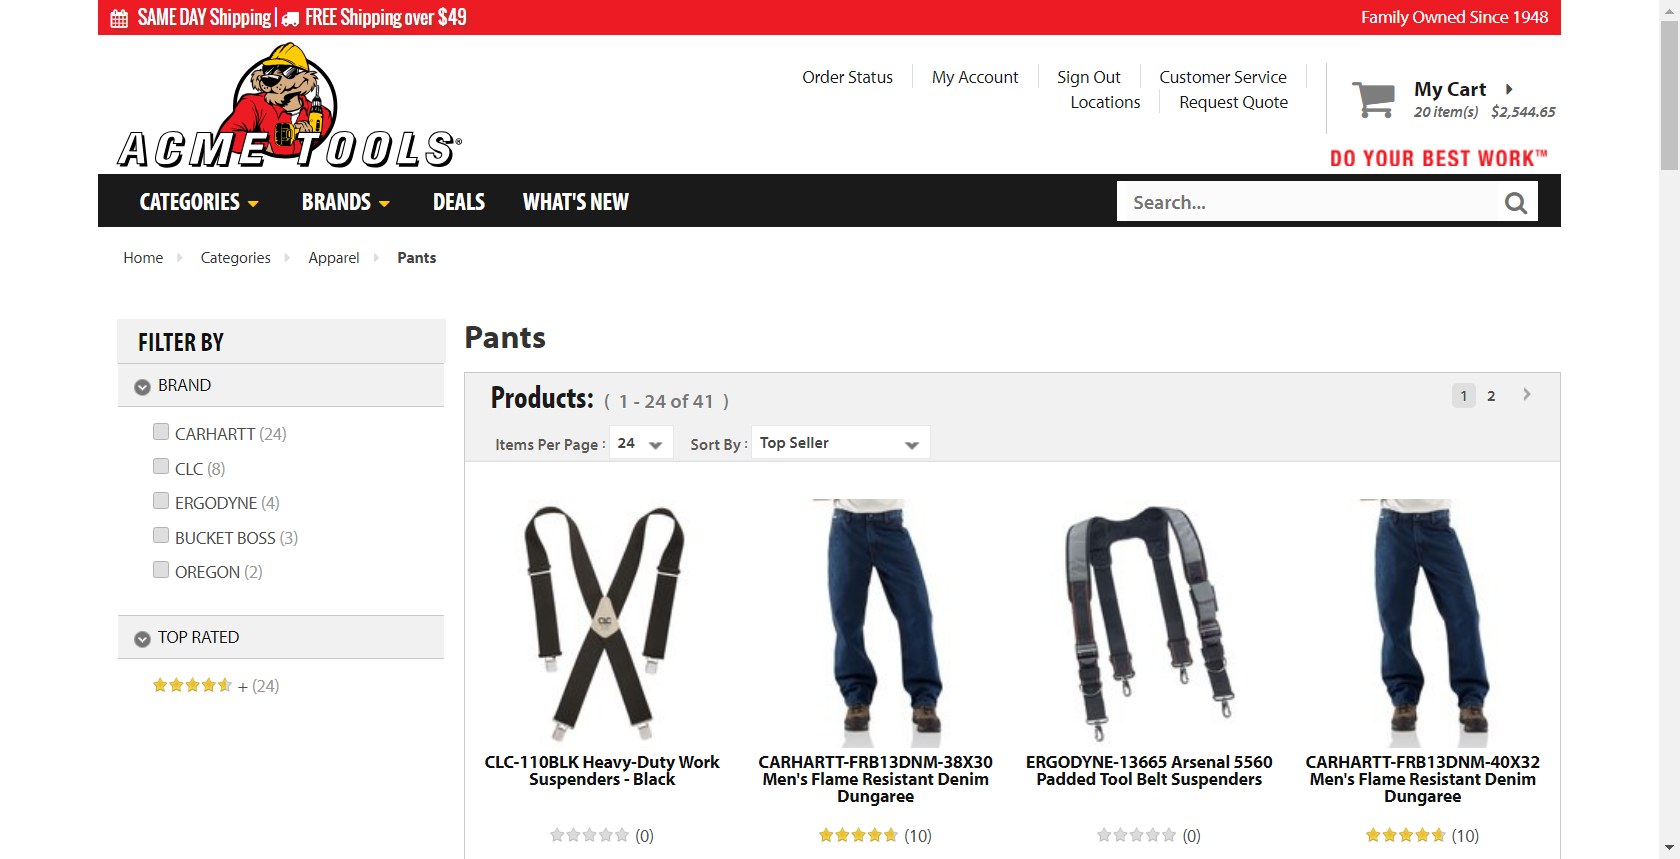 SAME DAY Shipping | FREE Shipping over $49
Family Owned Since 1948
ACME TOOLS®
Order Status
My Account
Sign Out
Customer Service
Locations
Request Quote
My Cart
20 item(s) $2,544.65
DO YOUR BEST WORK™
CATEGORIES
BRANDS
DEALS
WHAT'S NEW
Search...
Home
Categories
Apparel
Pants
FILTER BY
BRAND
CARHARTT (24)
CLC (8)
ERGODYNE (4)
BUCKET BOSS (3)
OREGON (2)
TOP RATED
+ (24)
Pants
Products: ( 1 - 24 of 41 )
1 2
Items Per Page : 24
Sort By : Top Seller
CLC
CLC-110BLK Heavy-Duty Work
Suspenders - Black
(0)
CARHARTT-FRB13DNM-38X30
Men's Flame Resistant Denim
Dungaree
(10)
ERGODYNE-13665 Arsenal 5560
Padded Tool Belt Suspenders
(0)
CARHARTT-FRB13DNM-40X32
Men's Flame Resistant Denim
Dungaree
(10)